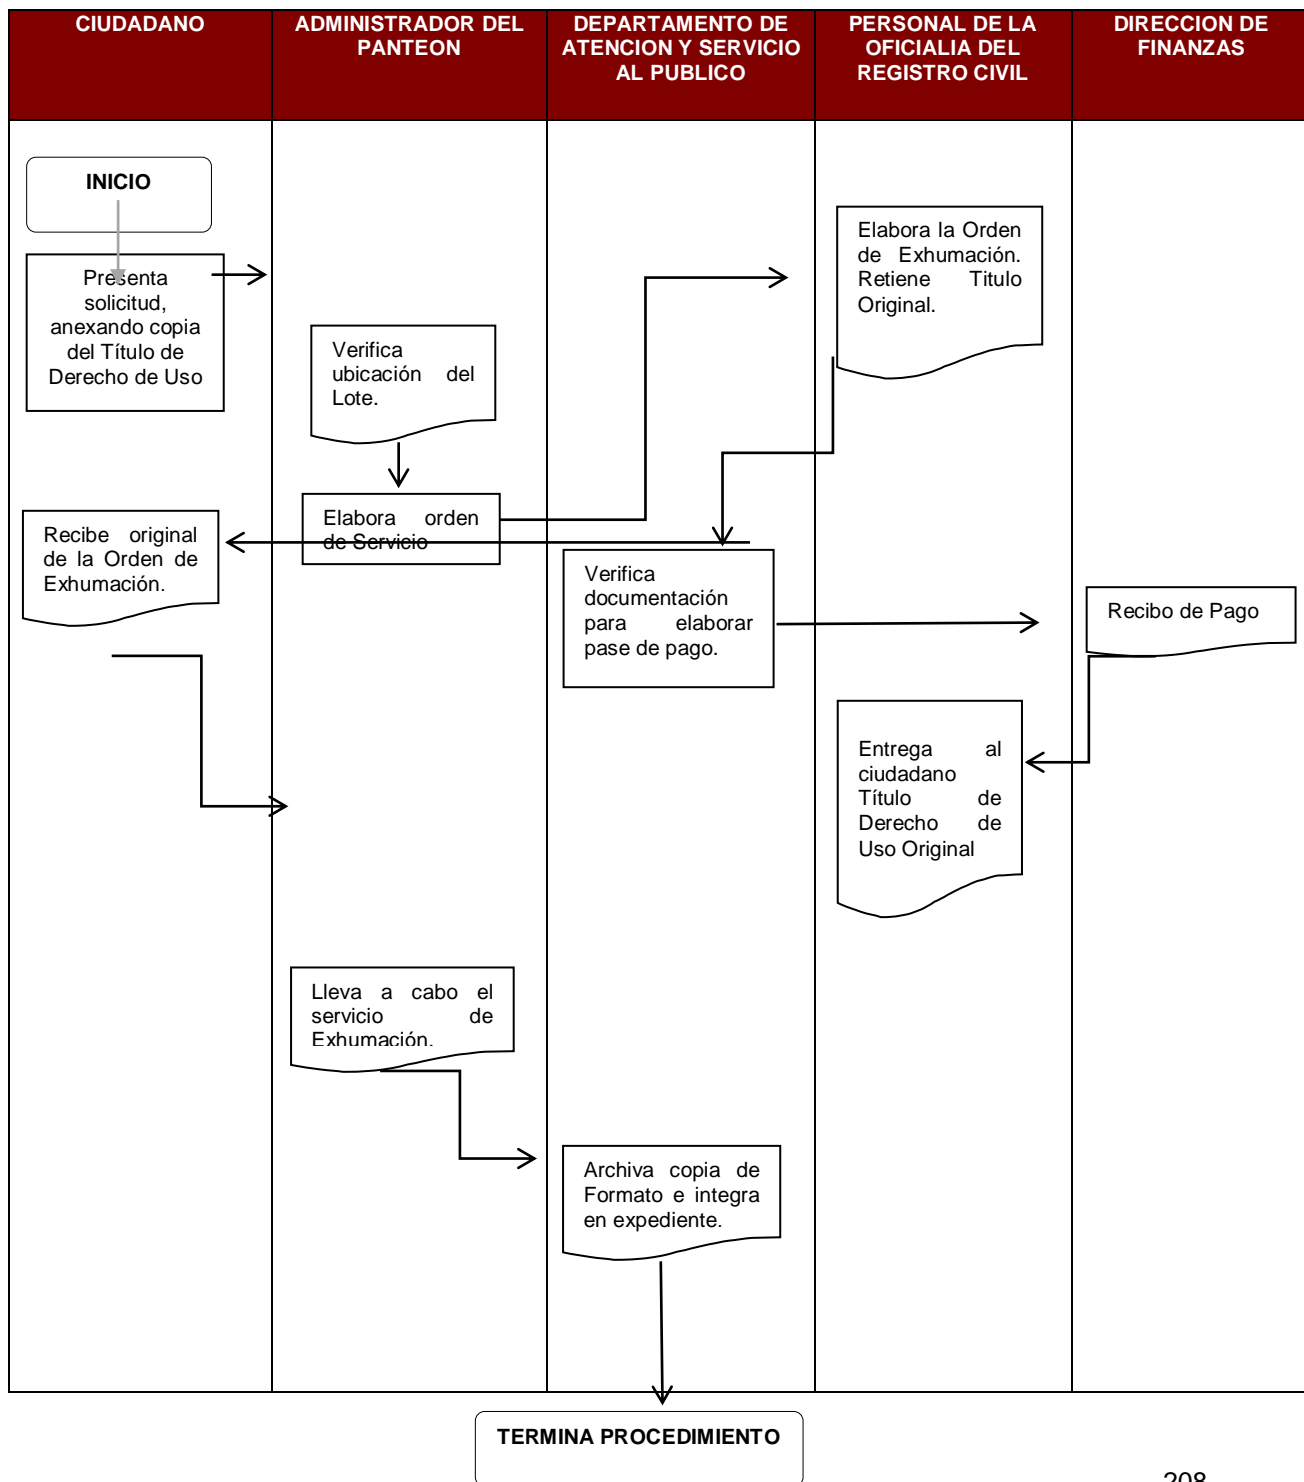 CIUDADANO
ADMINISTRADOR DEL
PANTEON
DEPARTAMENTO DE
ATENCION Y SERVICIO
AL PUBLICO
PERSONAL DE LA
OFICIALIA DEL
REGISTRO CIVIL
DIRECCION DE
FINANZAS
INICIO
Presenta
solicitud,
anexando copia
del Título de
Derecho de Uso
Elabora la Orden
de Exhumación.
Retiene Titulo
Original.
Verifica
ubicación del
Lote.
Elabora orden
de Servicio
Recibe original
de la Orden de
Exhumación.
Verifica
documentación
para elaborar
pase de pago.
Recibo de Pago
Entrega al
ciudadano
Título de
Derecho de
Uso Original
Lleva a cabo el
servicio de
Exhumación.
Archiva copia de
Formato e integra
en expediente.
TERMINA PROCEDIMIENTO
208